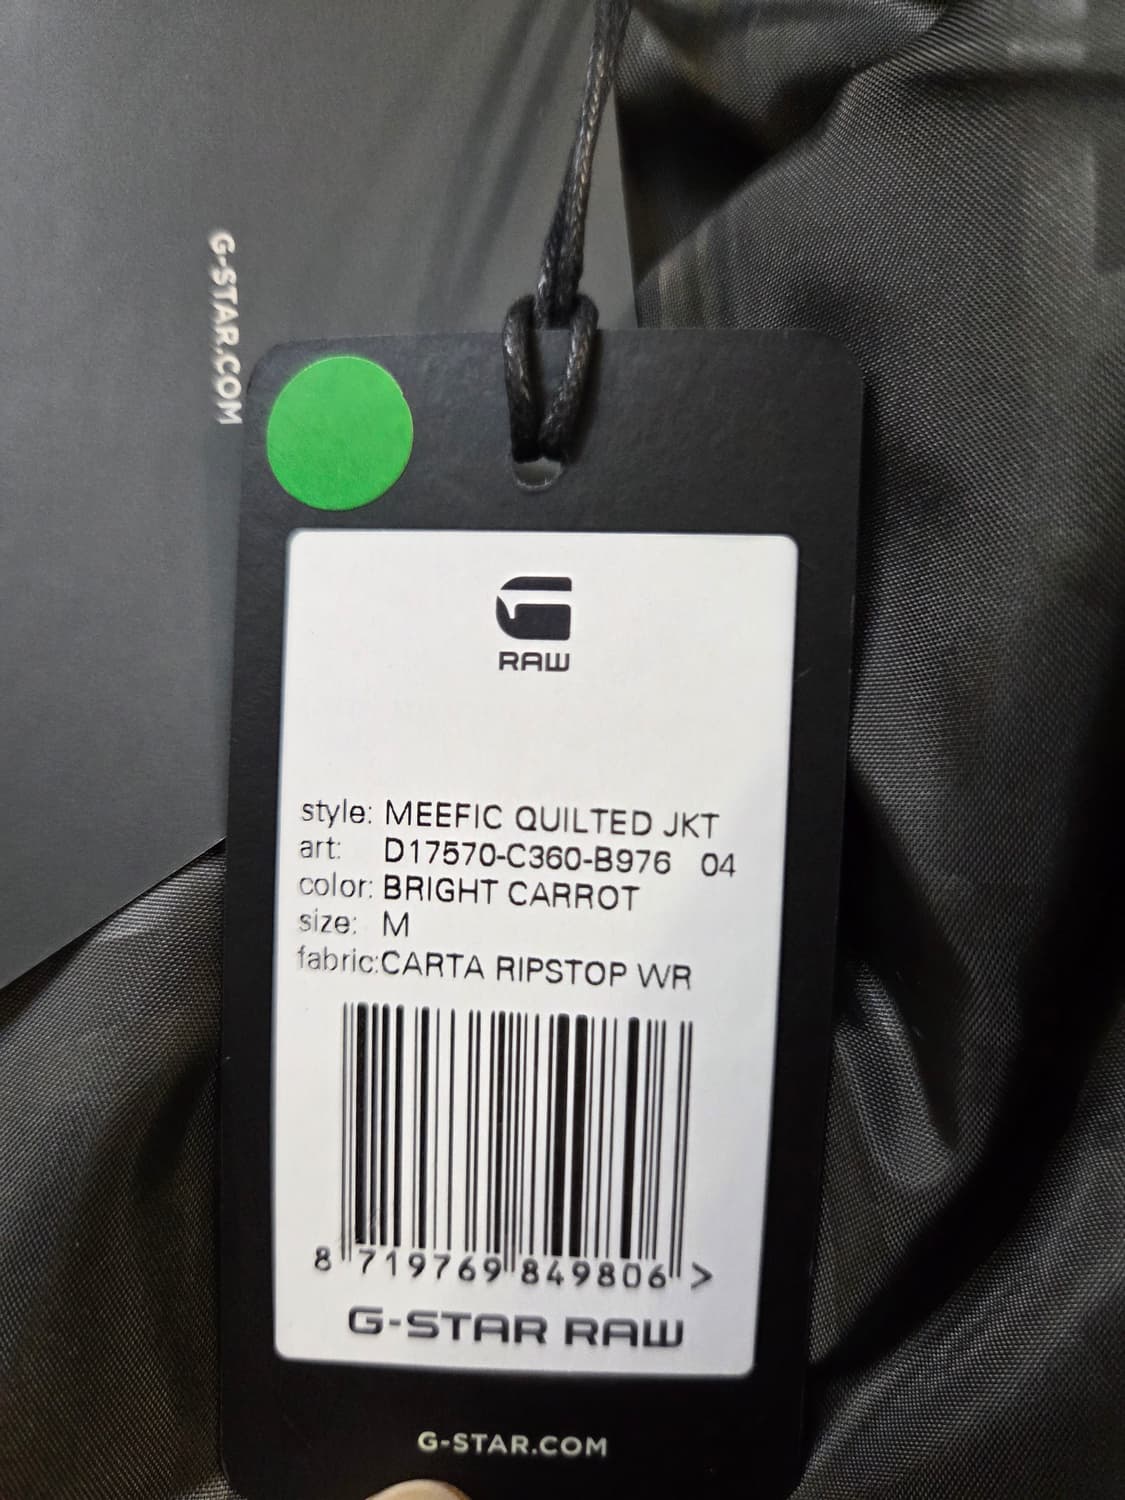 G-STAR.COM
RAW
style: MEEFIC QUILTED JKT
art: D17570-C360-B976 04
color: BRIGHT CARROT
size: M
fabric:CARTA RIPSTOP WR
8 719769 849806 >
G-STAR RAW
G-STAR.COM